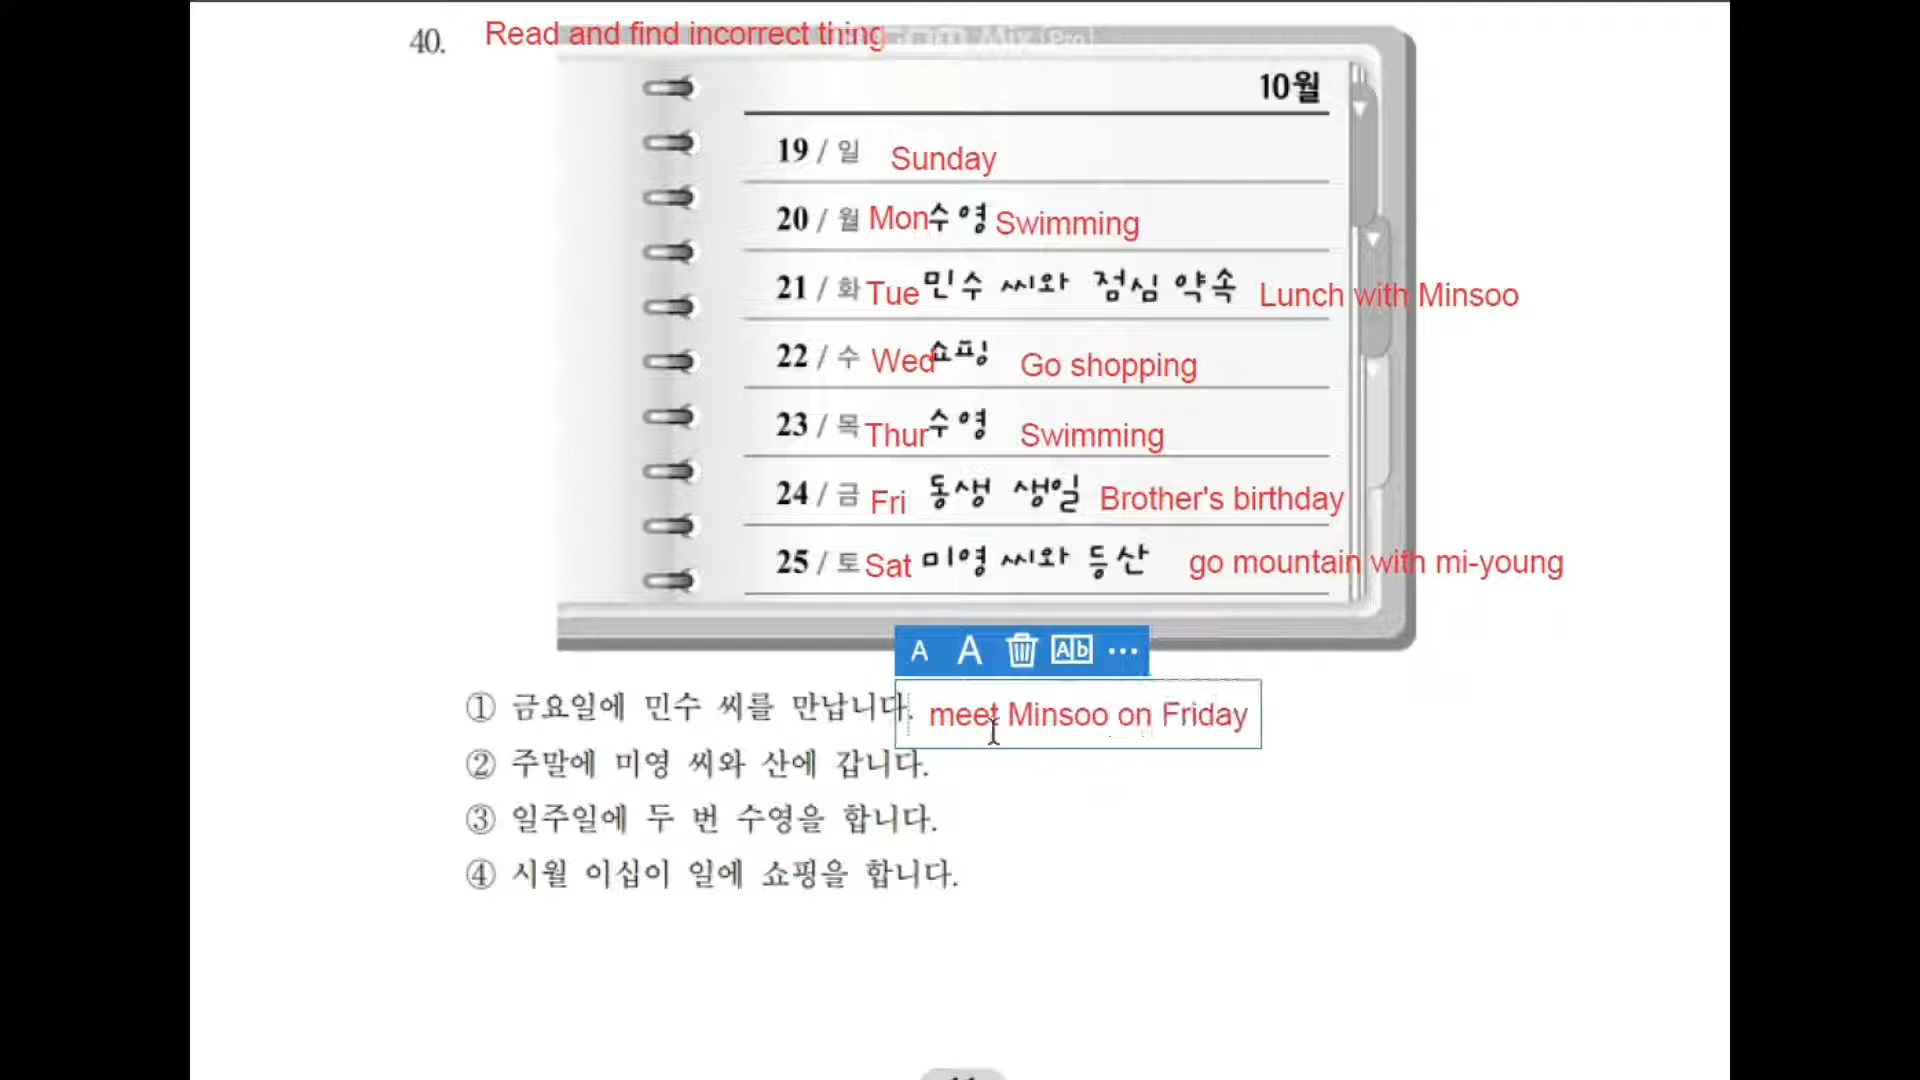 40. Read and find incorrect thing
10월
19 / 일 Sunday
20 / 월 Mon 수영 Swimming
21 / 화 Tue 민수 씨와 점심 약속 Lunch with Minsoo
22 / 수 Wed 쇼핑 Go shopping
23 / 목 Thur 수영 Swimming
24 / 금 Fri 동생 생일 Brother's birthday
25 / 토 Sat 미영 씨와 등산 go mountain with mi-young
A A Ab ...
① 금요일에 민수 씨를 만납니다. meet Minsoo on Friday
② 주말에 미영 씨와 산에 갑니다.
③ 일주일에 두 번 수영을 합니다.
④ 시월 이십이 일에 쇼핑을 합니다.